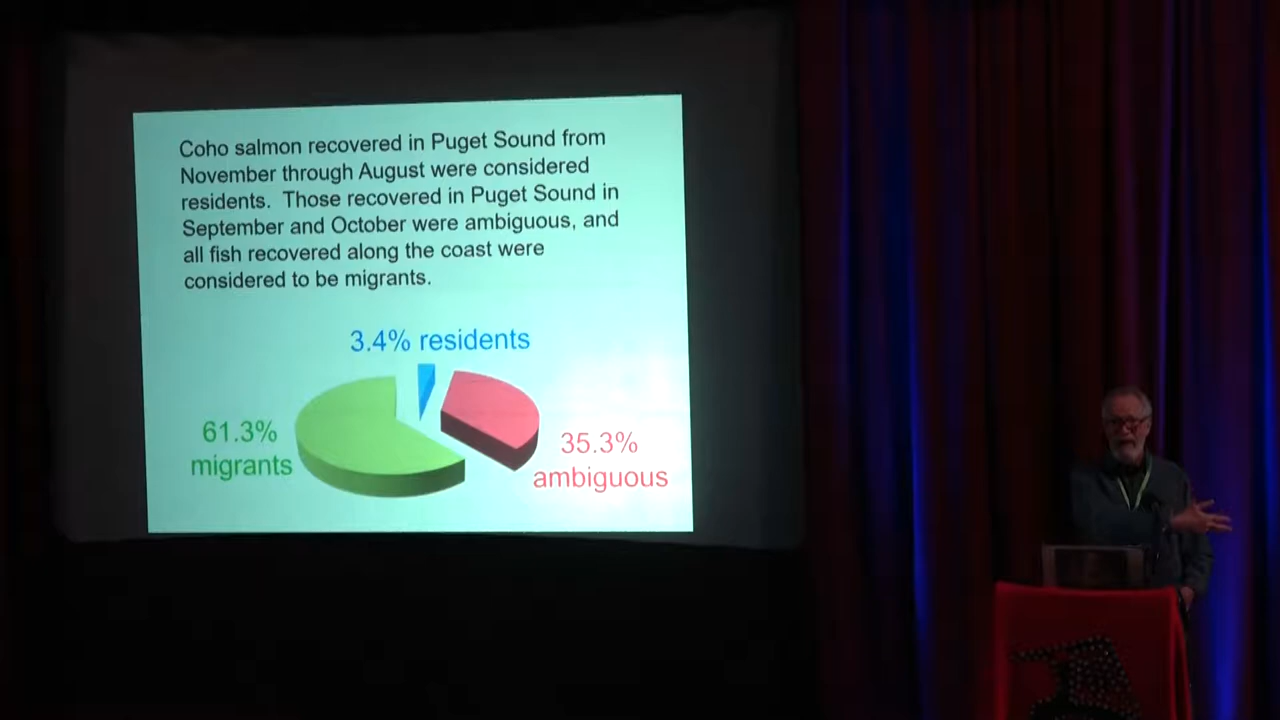 Coho salmon recovered in Puget Sound from
November through August were considered
residents. Those recovered in Puget Sound in
September and October were ambiguous, and
all fish recovered along the coast were
considered to be migrants.
3.4% residents
61.3%
migrants
35.3%
ambiguous